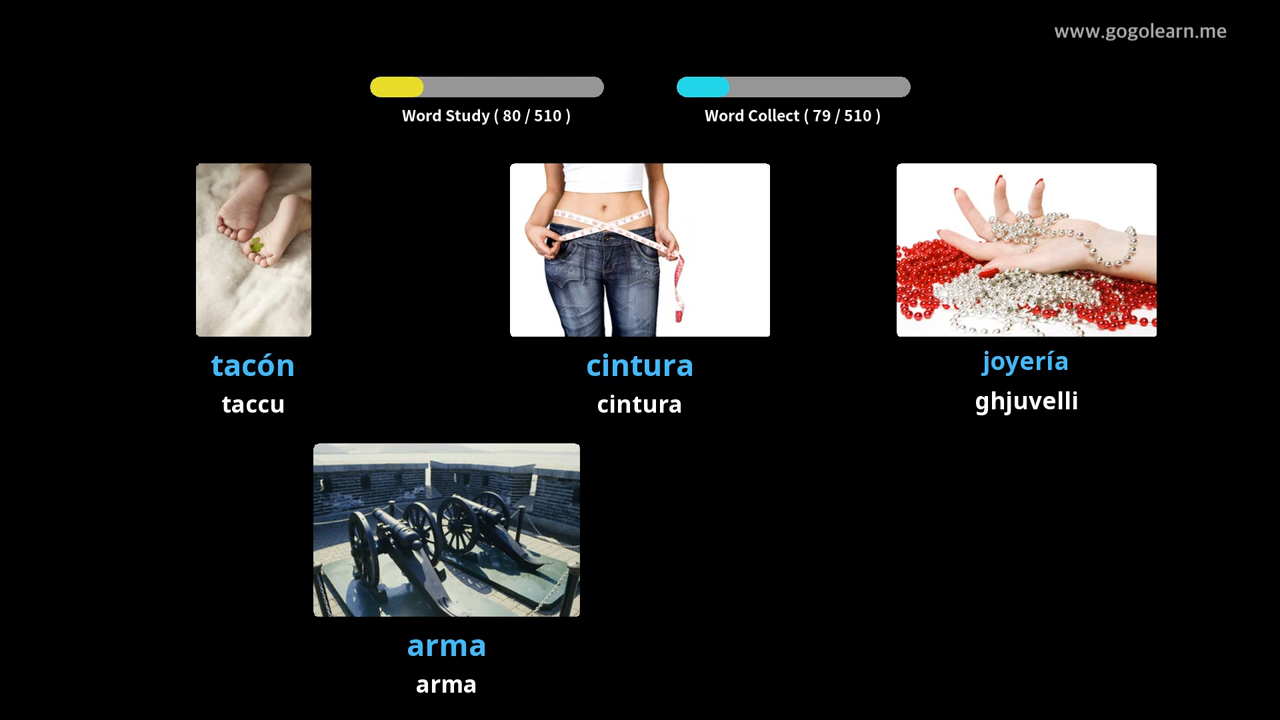 www.gogolearn.me
Word Study ( 80 / 510 )
Word Collect ( 79 / 510 )
tacón
taccu
cintura
cintura
joyería
ghjuvelli
arma
arma